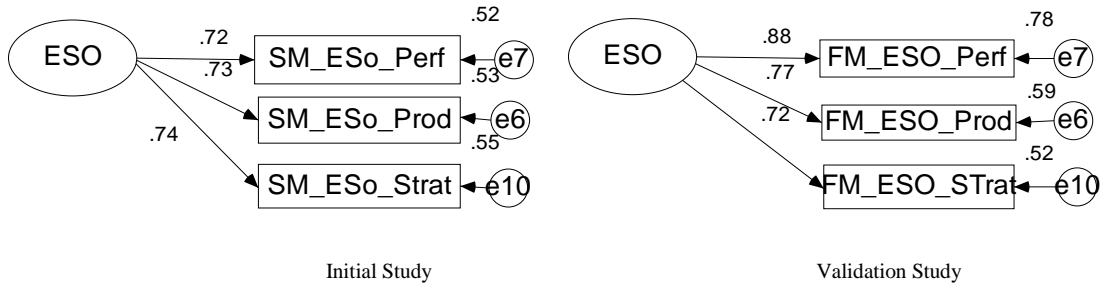 .52
ESO
.72
SM_ESo_Perf
e7
.73
.53
SM_ESo_Prod
e6
.74
.55
SM_ESo_Strat
e10
Initial Study
.78
ESO
.88
FM_ESO_Perf
e7
.77
.59
FM_ESO_Prod
e6
.72
.52
FM_ESO_STrat
e10
Validation Study